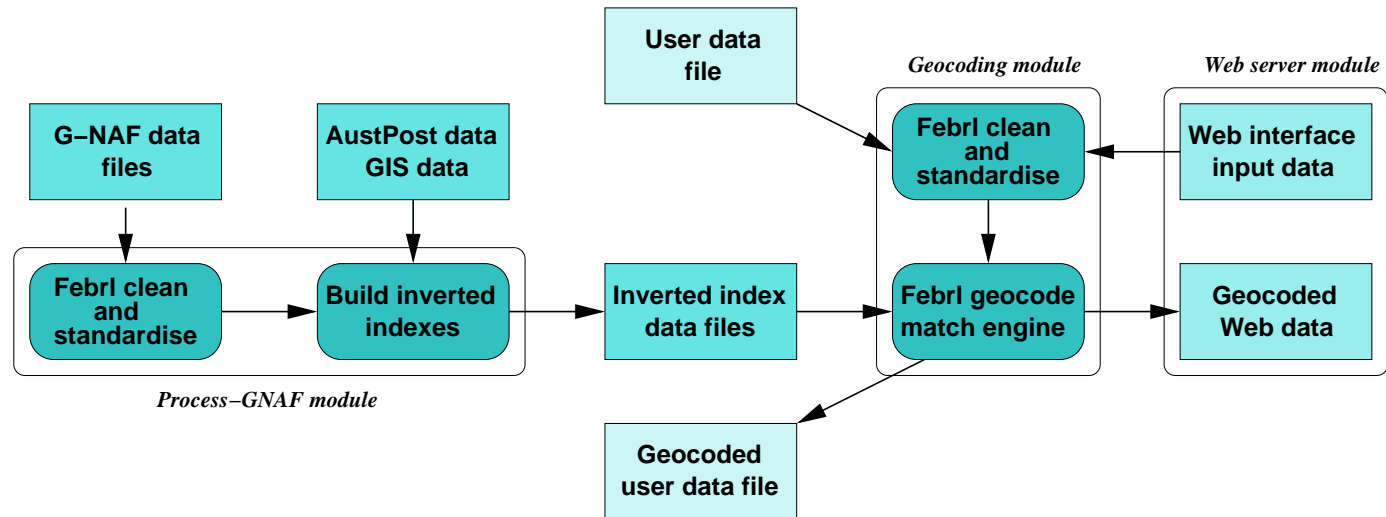 User data
file
Geocoding module
Web server module
G–NAF data
files
AustPost data
GIS data
Febrl clean
and
standardise
Web interface
input data
Febrl clean
and
standardise
Build inverted
indexes
Inverted index
data files
Febrl geocode
match engine
Geocoded
Web data
Process–GNAF module
Geocoded
user data file